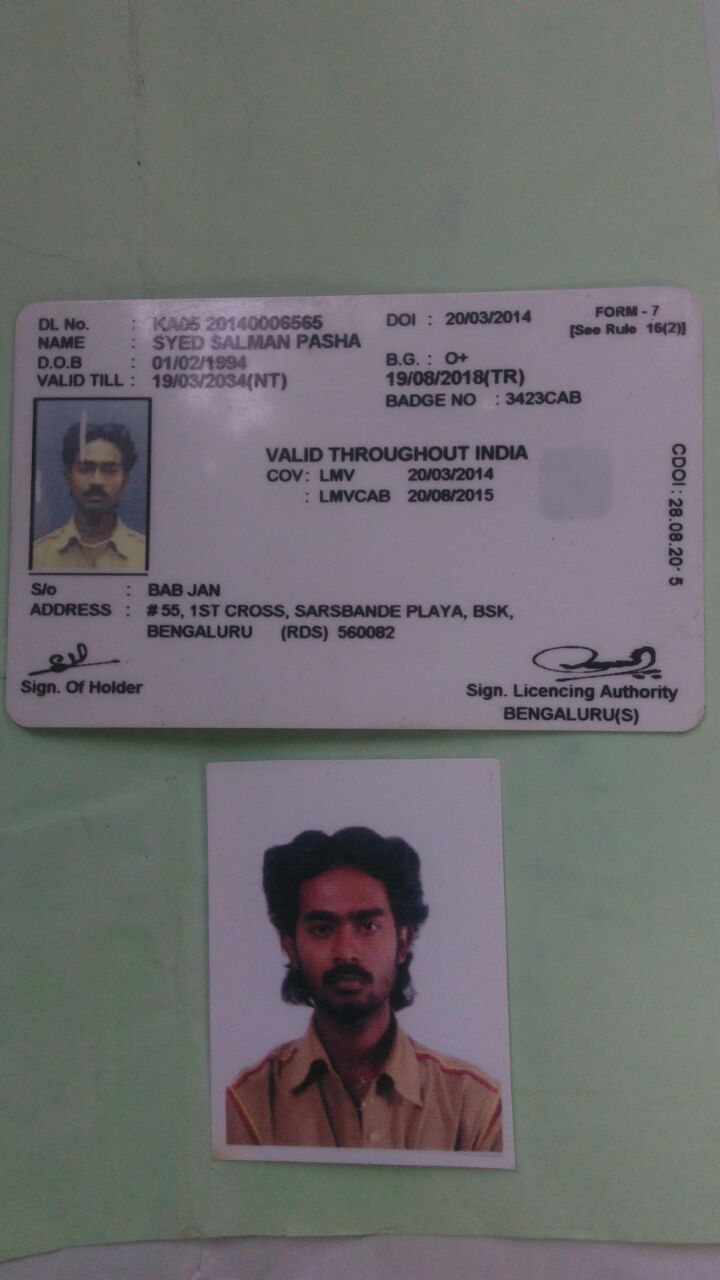 DL No. : KA05 20140006565 DOI : 20/03/2014 FORM - 7
NAME : SYED SALMAN PASHA [See Rule 16(2)]
D.O.B : 01/02/1994 B.G. : O+
VALID TILL : 19/03/2034(NT) 19/08/2018(TR)
BADGE NO : 3423CAB
VALID THROUGHOUT INDIA
COV : LMV 20/03/2014
: LMVCAB 20/08/2015
CDOI : 28.08.20 5
S/o : BAB JAN
ADDRESS : # 55, 1ST CROSS, SARSBANDE PLAYA, BSK,
BENGALURU (RDS) 560082
Sign. Of Holder
Sign. Licencing Authority
BENGALURU(S)